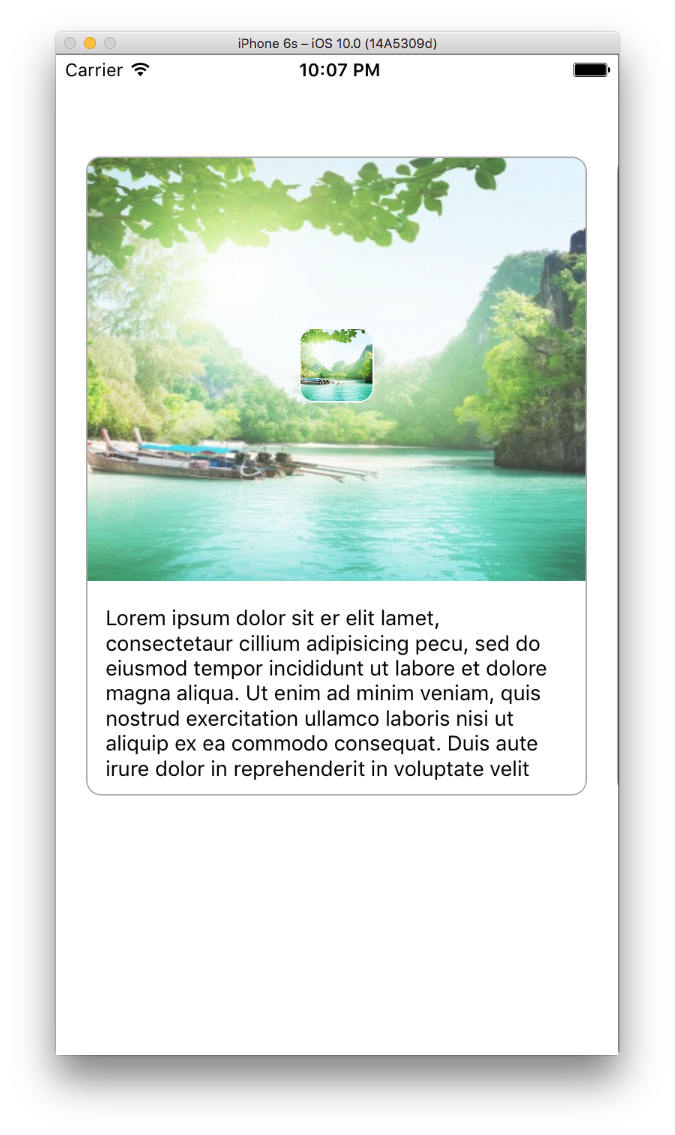 iPhone 6s – iOS 10.0 (14A5309d)
Carrier 10:07 PM
Lorem ipsum dolor sit er elit lamet,
consectetaur cillium adipisicing pecu, sed do
eiusmod tempor incididunt ut labore et dolore
magna aliqua. Ut enim ad minim veniam, quis
nostrud exercitation ullamco laboris nisi ut
aliquip ex ea commodo consequat. Duis aute
irure dolor in reprehenderit in voluptate velit